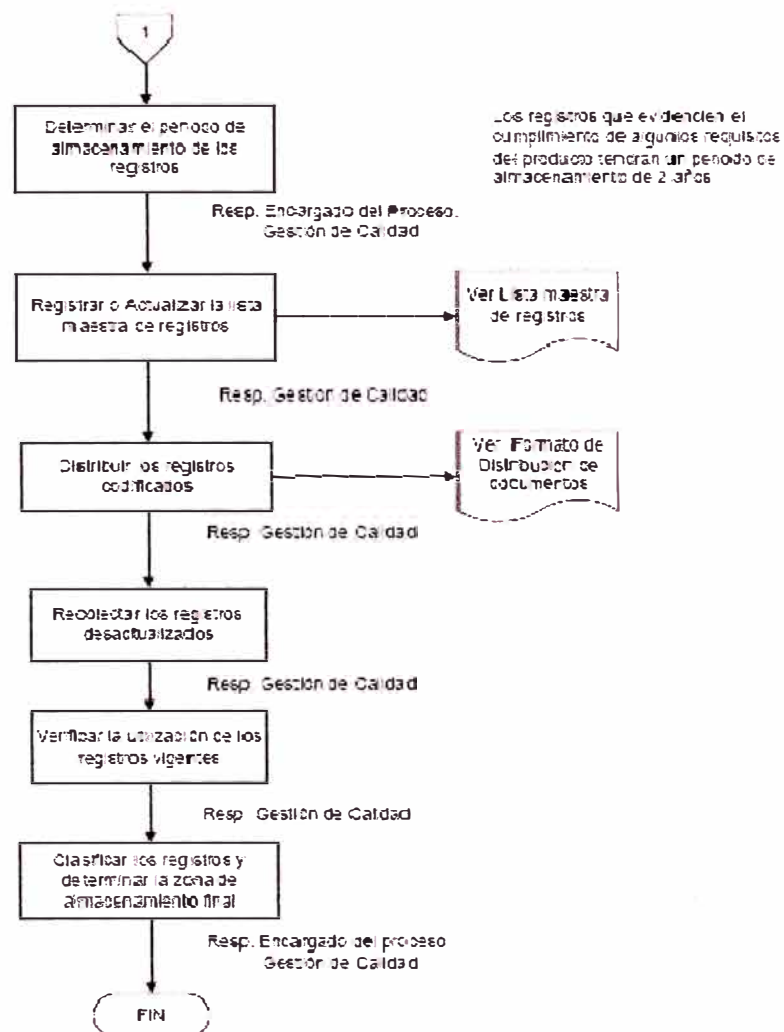 1
Determinar el periodo de
almacenamiento de los
registros
Los registros que evidencien el
cumplimiento de algunos requisitos
del producto tendrán un periodo de
almacenamiento de 2 años
Resp. Encargado del Proceso.
Gestión de Calidad
Registrar o Actualizar la lista
maestra de registros
Ver Lista maestra
de registros
Resp. Gestión de Calidad
Distribuir los registros
codificados
Ver Formato de
Distribución de
documentos
Resp. Gestión de Calidad
Recolectar los registros
desactualizados
Resp. Gestión de Calidad
Verificar la utilización de los
registros vigentes
Resp. Gestión de Calidad
Clasificar los registros y
determinar la zona de
almacenamiento final
Resp. Encargado del proceso
Gestión de Calidad
FIN